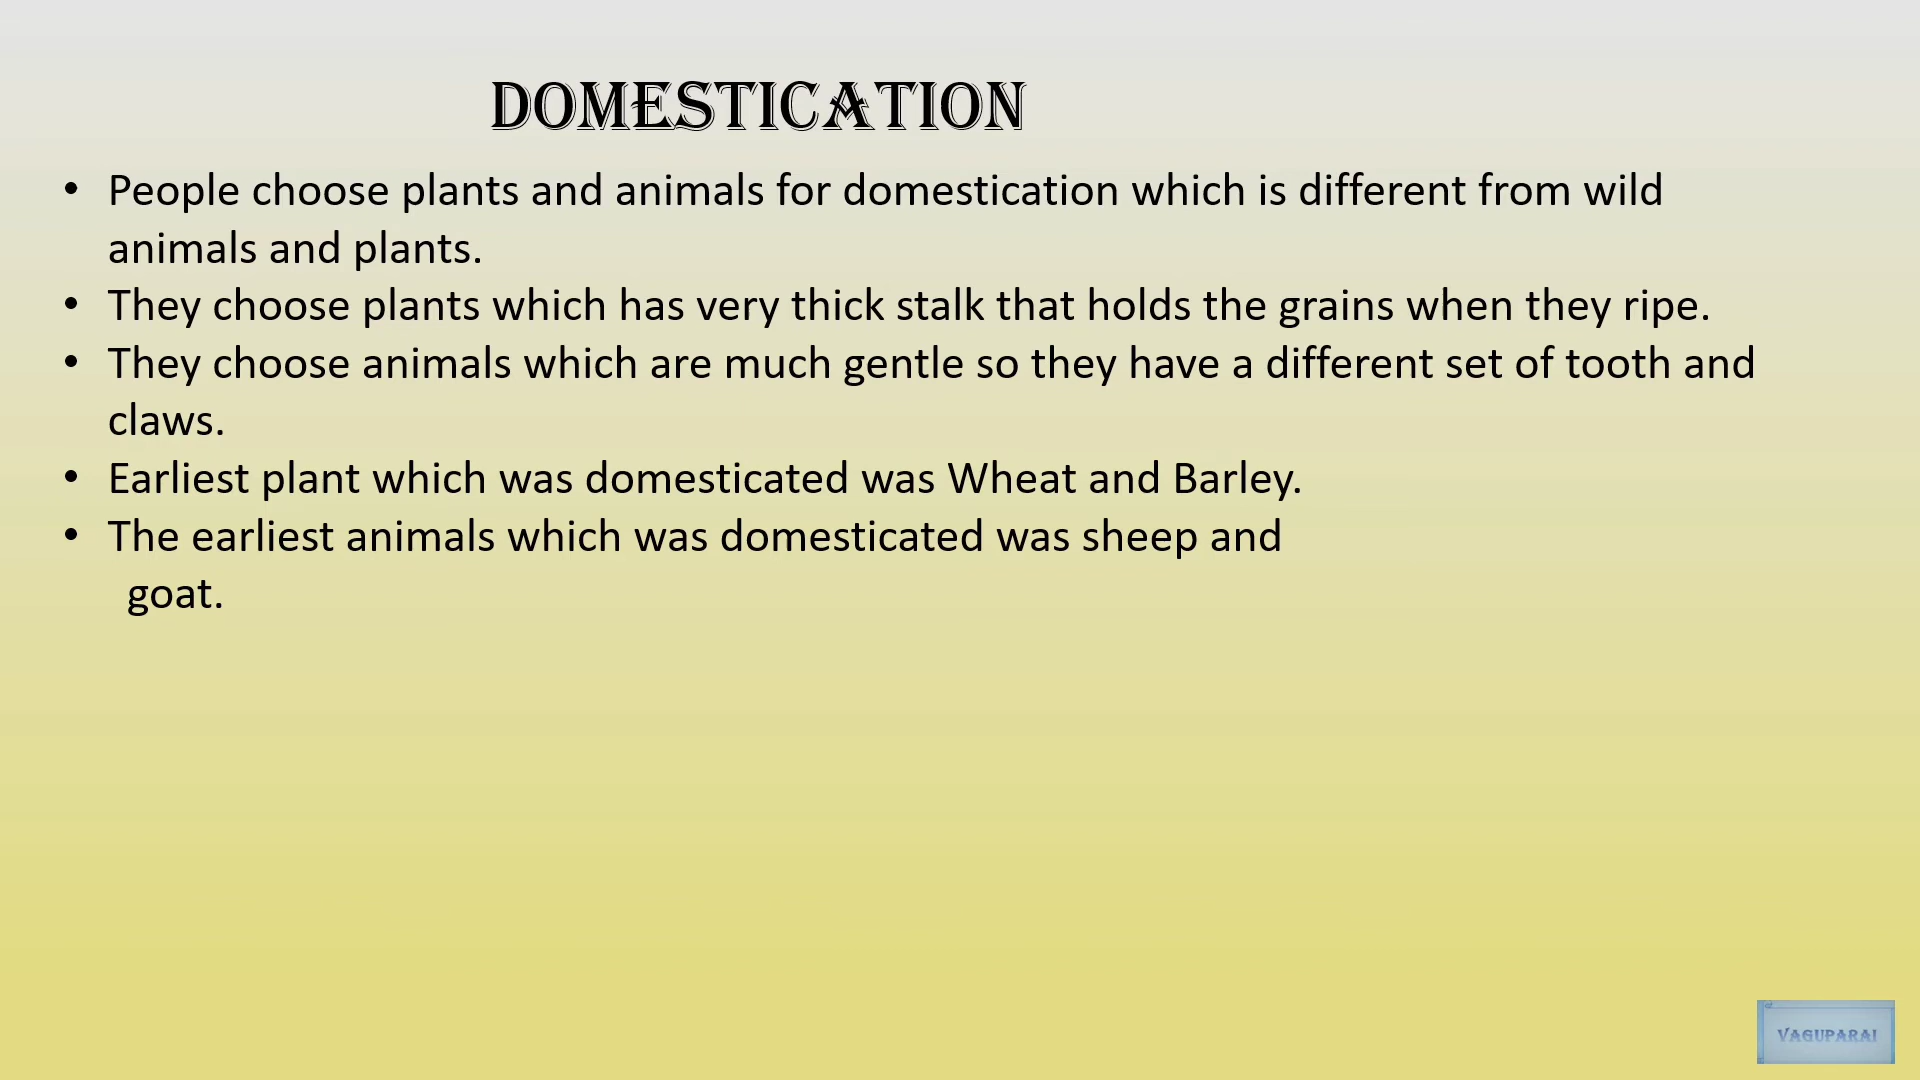 DOMESTICATION
• People choose plants and animals for domestication which is different from wild
animals and plants.
• They choose plants which has very thick stalk that holds the grains when they ripe.
• They choose animals which are much gentle so they have a different set of tooth and
claws.
• Earliest plant which was domesticated was Wheat and Barley.
• The earliest animals which was domesticated was sheep and
goat.
VAGUPARAI